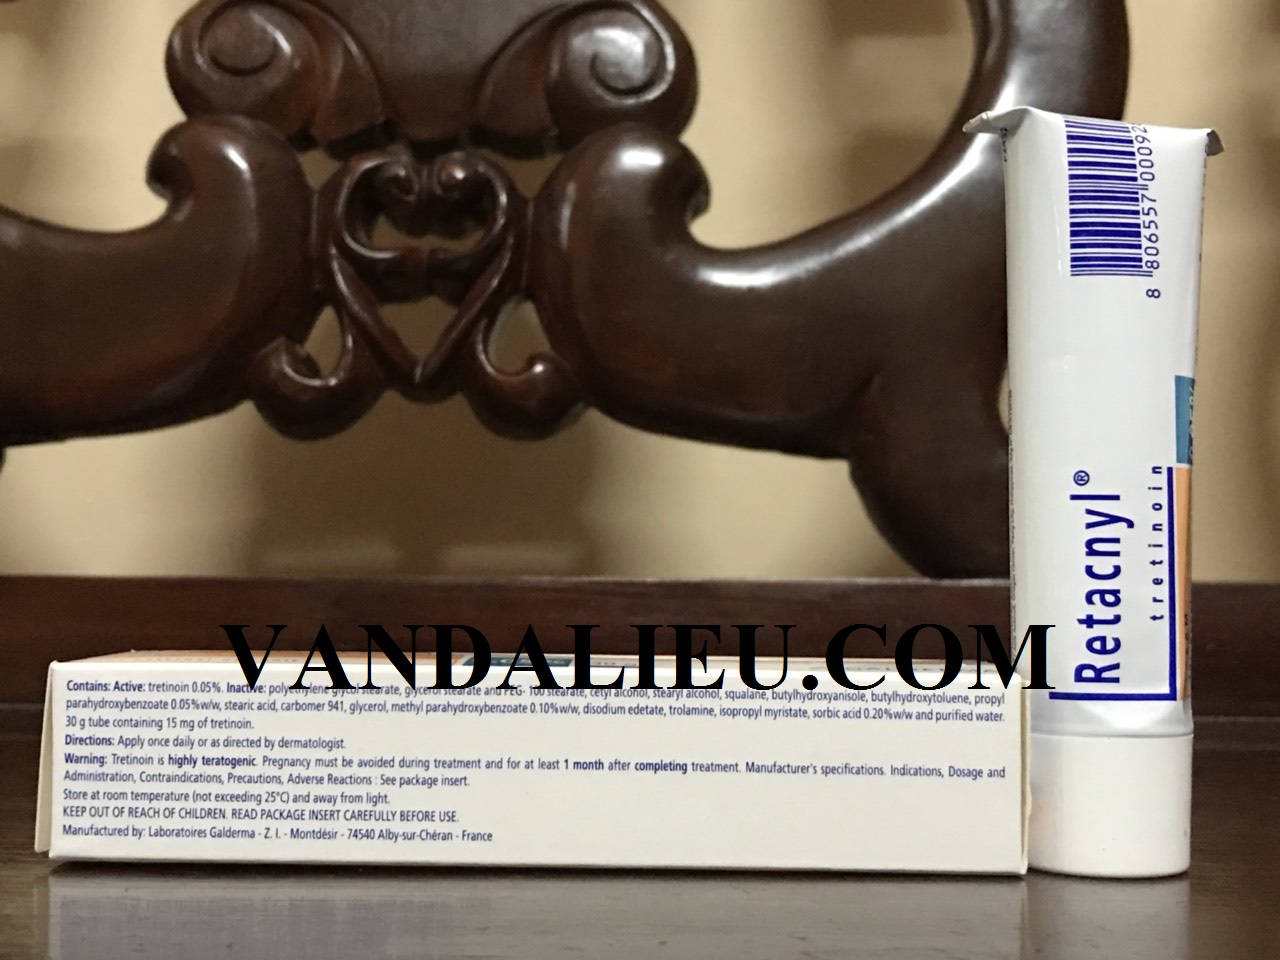 8 806557 00092
Retacnyl®
tretinoin
VANDALIEU.COM
Contains: Active: tretinoin 0.05%. Inactive: polyethylene glycol stearate, glycerol stearate and PEG- 100 stearate, cetyl alcohol, stearyl alcohol, squalane, butylhydroxyanisole, butylhydroxytoluene, propyl
parahydroxybenzoate 0.05%w/w, stearic acid, carbomer 941, glycerol, methyl parahydroxybenzoate 0.10%w/w, disodium edetate, trolamine, isopropyl myristate, sorbic acid 0.20%w/w and purified water.
30 g tube containing 15 mg of tretinoin.
Directions: Apply once daily or as directed by dermatologist.
Warning: Tretinoin is highly teratogenic. Pregnancy must be avoided during treatment and for at least 1 month after completing treatment. Manufacturer's specifications. Indications, Dosage and
Administration, Contraindications, Precautions, Adverse Reactions : See package insert.
Store at room temperature (not exceeding 25°C) and away from light.
KEEP OUT OF REACH OF CHILDREN. READ PACKAGE INSERT CAREFULLY BEFORE USE.
Manufactured by: Laboratoires Galderma - Z. I. - Montdésir - 74540 Alby-sur-Chéran - France